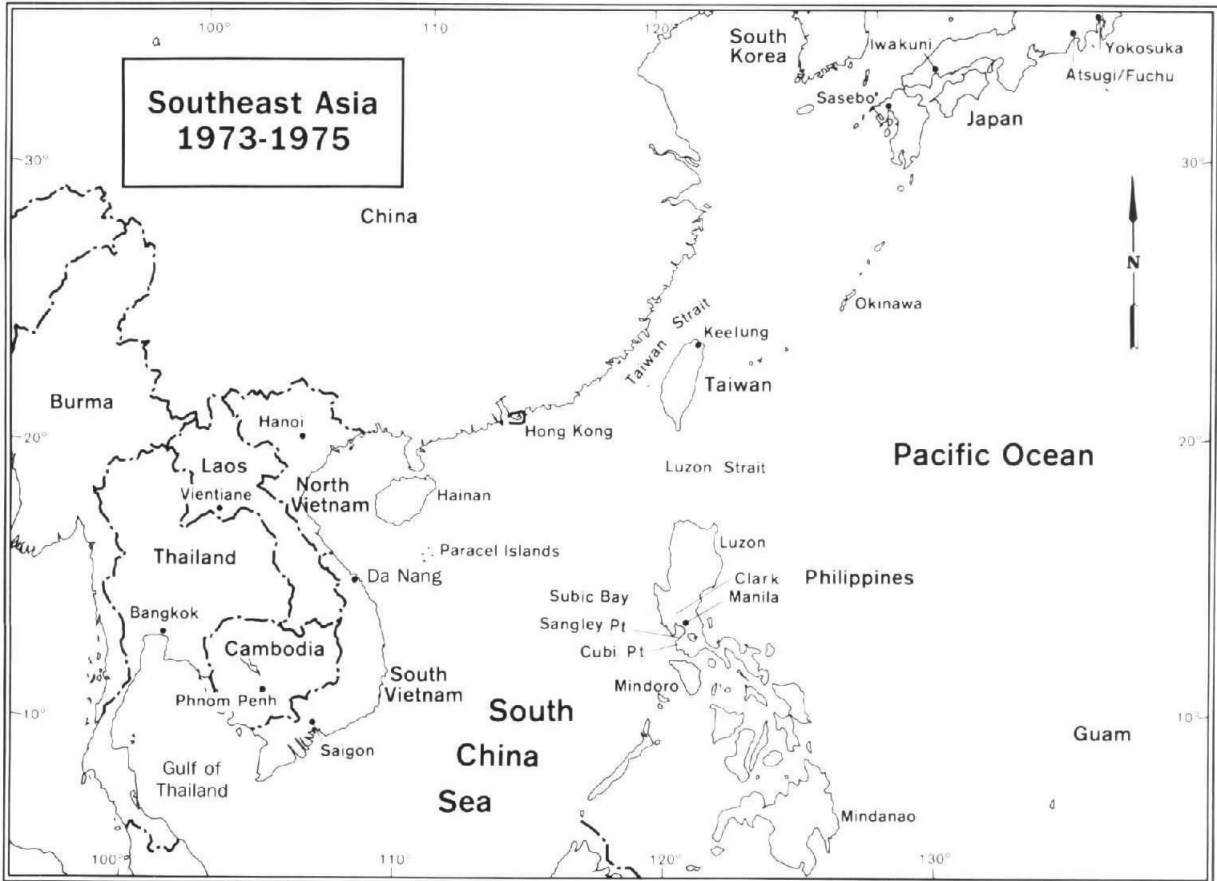 100°
110°
120°
a
Southeast Asia
1973-1975
South
Korea
Iwakuni
Yokosuka
Atsugi/Fuchu
Sasebo
Japan
30°
30°
China
N
Okinawa
Taiwan Strait
Keelung
Taiwan
Burma
Hanoi
Hong Kong
20°
20°
Laos
Luzon Strait
Pacific Ocean
Vientiane
North
Vietnam
Hainan
Thailand
Paracel Islands
Luzon
Da Nang
Clark
Philippines
Subic Bay
Manila
Bangkok
Sangley Pt
Cambodia
Cubi Pt
South
Vietnam
Mindoro
Phnom Penh
10°
South
China
Sea
10°
Saigon
Guam
Gulf of
Thailand
Mindanao
100°
110°
120°
130°